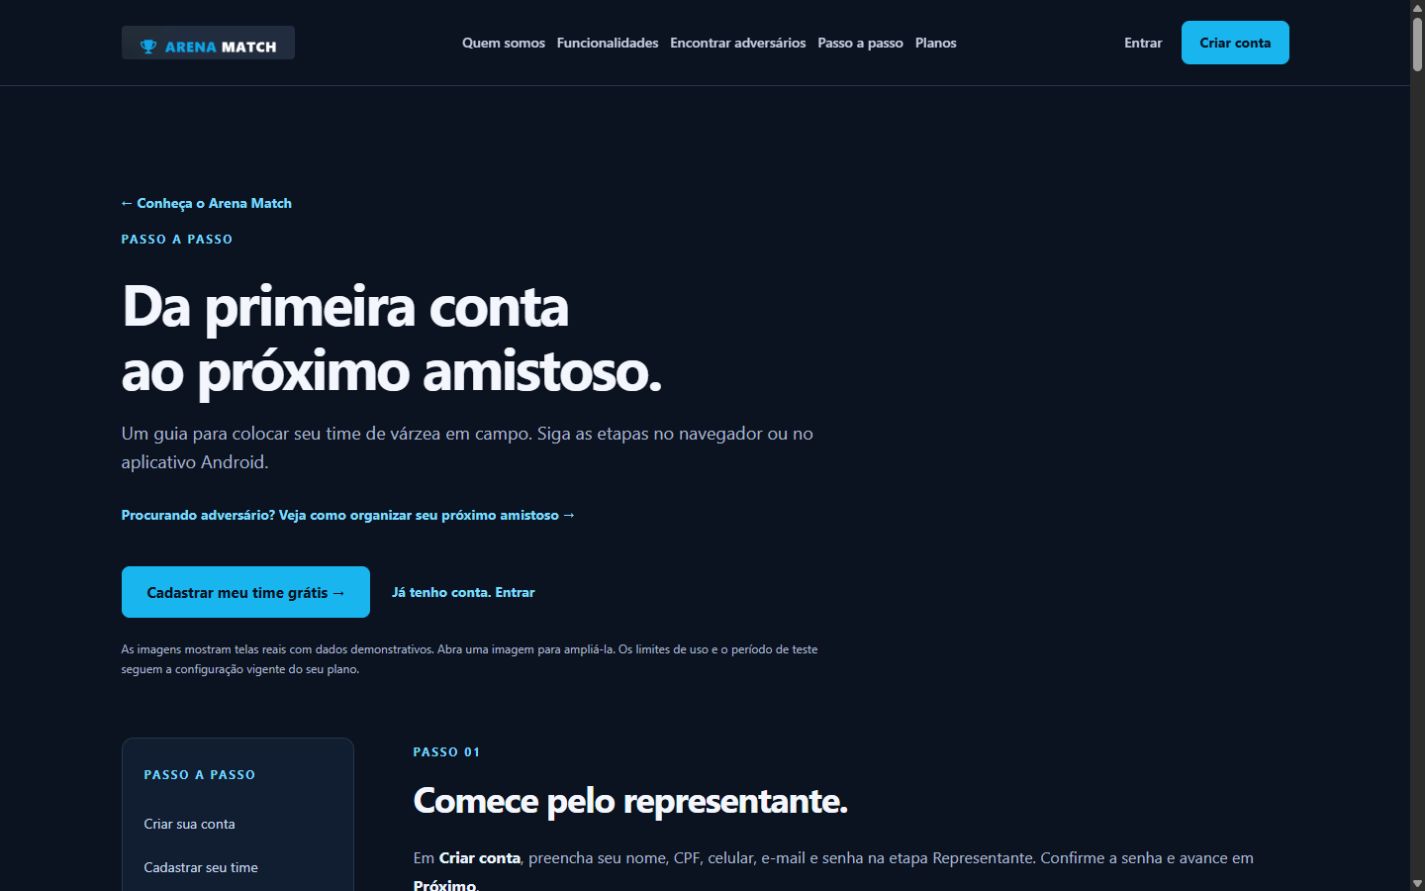 ARENA MATCH
Quem somos Funcionalidades Encontrar adversários Passo a passo Planos
Entrar Criar conta
← Conheça o Arena Match
PASSO A PASSO
Da primeira conta
ao próximo amistoso.
Um guia para colocar seu time de várzea em campo. Siga as etapas no navegador ou no
aplicativo Android.
Procurando adversário? Veja como organizar seu próximo amistoso →
Cadastrar meu time grátis → Já tenho conta. Entrar
As imagens mostram telas reais com dados demonstrativos. Abra uma imagem para ampliá-la. Os limites de uso e o período de teste
seguem a configuração vigente do seu plano.
PASSO A PASSO
Criar sua conta
Cadastrar seu time
PASSO 01
Comece pelo representante.
Em Criar conta, preencha seu nome, CPF, celular, e-mail e senha na etapa Representante. Confirme a senha e avance em
Próximo.